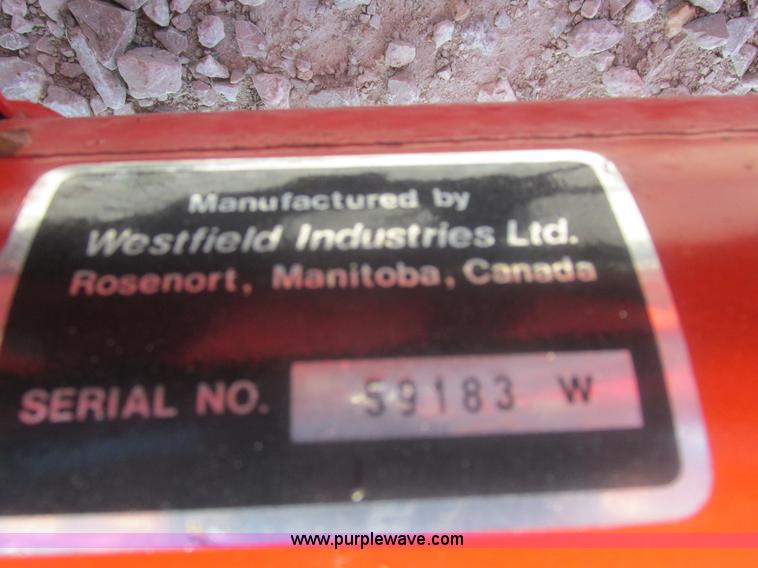 Manufactured by
Westfield Industries Ltd.
Rosenort, Manitoba, Canada
SERIAL NO. 59183 W
www.purplewave.com